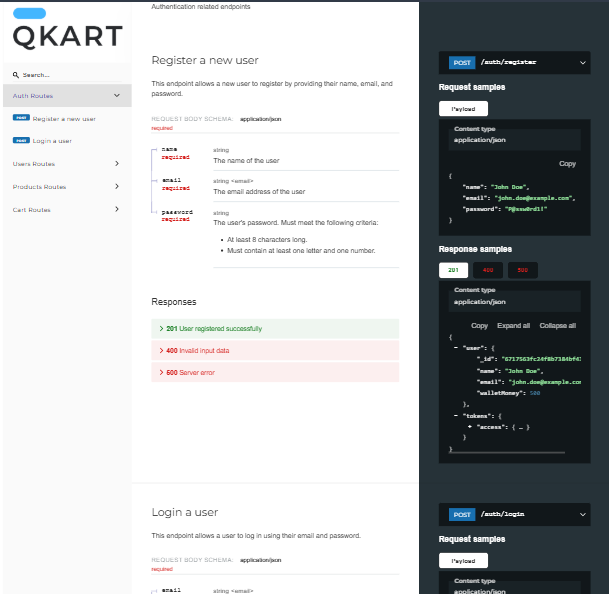 QKART
Search...
Auth Routes
POST Register a new user
POST Login a user
Users Routes
Products Routes
Cart Routes
Authentication related endpoints
Register a new user
This endpoint allows a new user to register by providing their name, email, and
password.
REQUEST BODY SCHEMA: application/json
required
name string
required The name of the user
email string <email>
required The email address of the user
password string
required The user's password. Must meet the following criteria:
• At least 8 characters long.
• Must contain at least one letter and one number.
Responses
201 User registered successfully
400 Invalid input data
500 Server error
POST /auth/register
Request samples
Payload
Content type
application/json
Copy
{
"name": "John Doe",
"email": "john.doe@example.com",
"password": "P@ssw0rd1!"
}
Response samples
201 400 500
Content type
application/json
Copy Expand all Collapse all
{
- "user": {
"_id": "6717563fc24f8b7384bf4
"name": "John Doe",
"email": "john.doe@example.com
"walletMoney": 500
},
- "tokens": {
+ "access": { … }
}
}
Login a user
This endpoint allows a user to log in using their email and password.
REQUEST BODY SCHEMA: application/json
required
email string <email>
POST /auth/login
Request samples
Payload
Content type
application/json